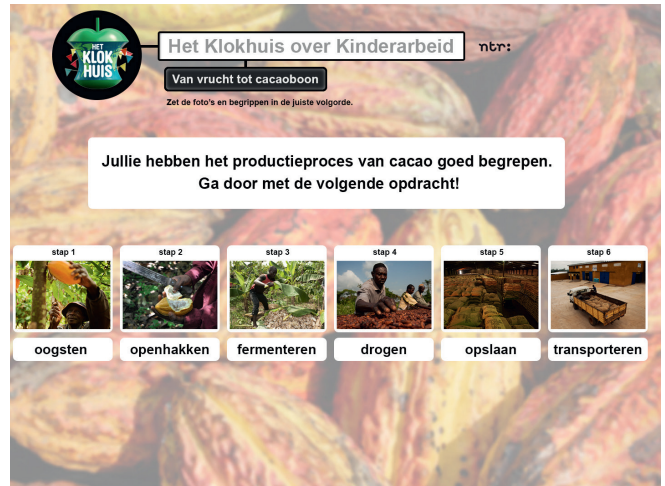 HET
KLOK
HUIS
Het Klokhuis over Kinderarbeid
ntr:
Van vrucht tot cacaoboon
Zet de foto's en begrippen in de juiste volgorde.
Jullie hebben het productieproces van cacao goed begrepen.
Ga door met de volgende opdracht!
stap 1
stap 2
stap 3
stap 4
stap 5
stap 6
oogsten
openhakken
fermenteren
drogen
opslaan
transporteren